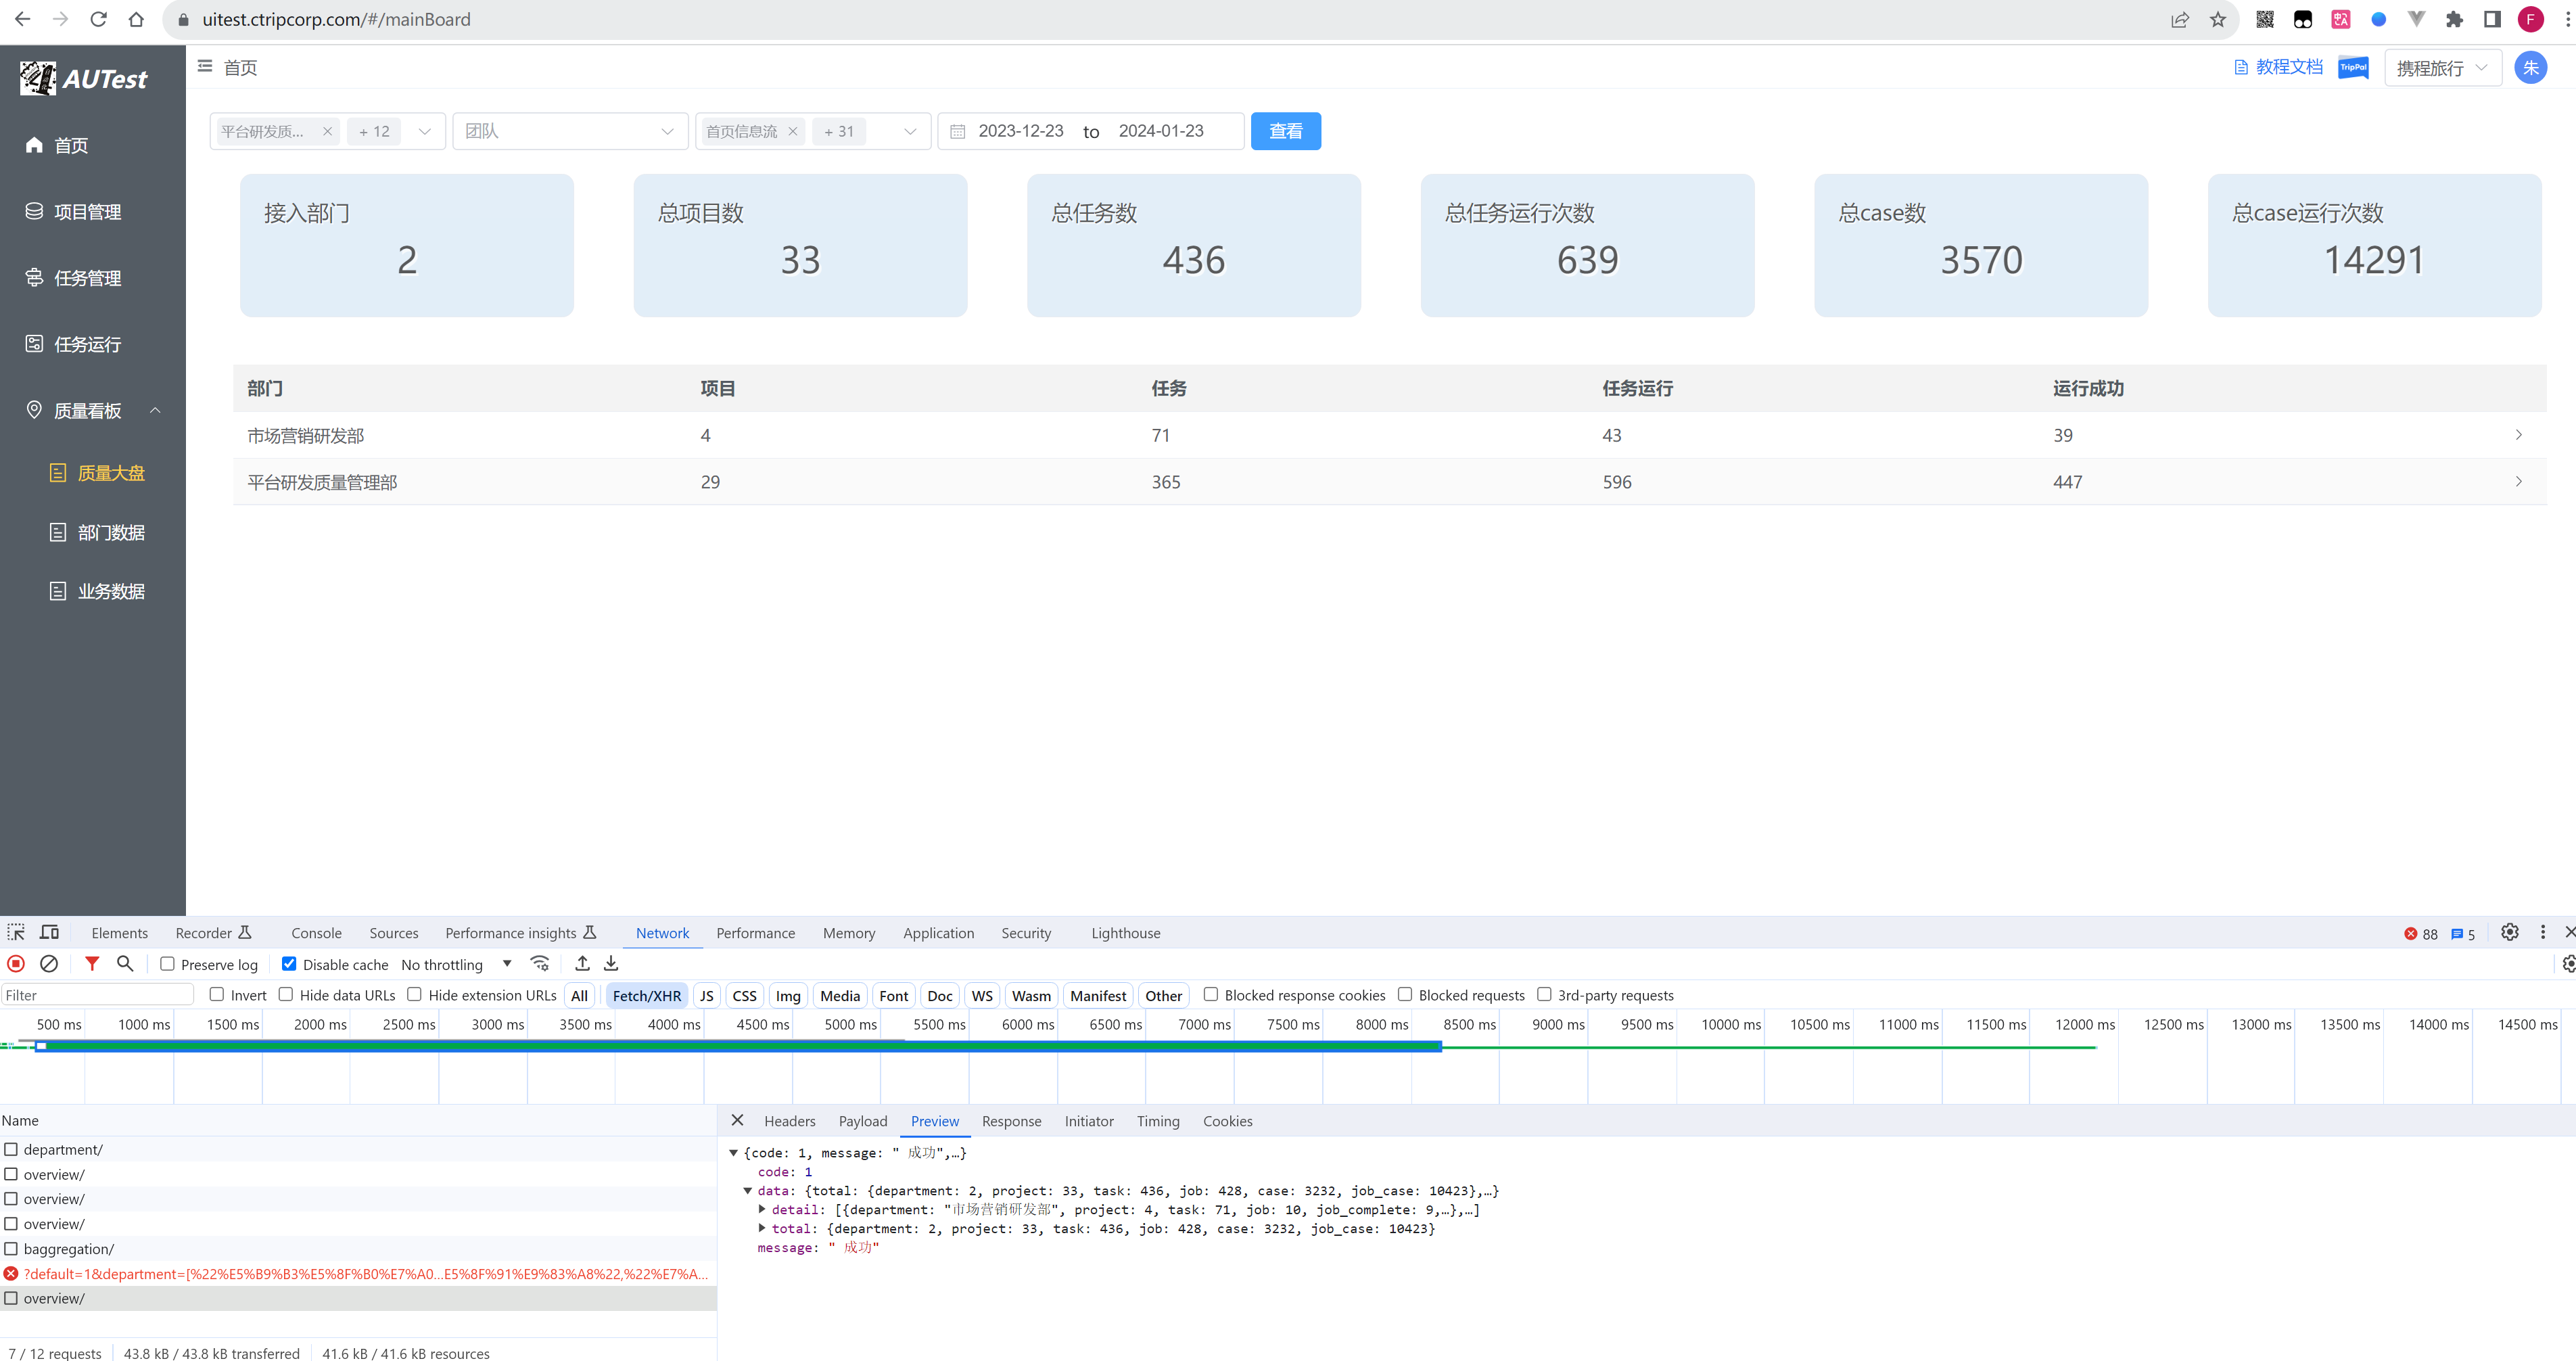 uitest.ctripcorp.com/#/mainBoard
F
AUTest
首页
教程文档
TripPal
携程旅行
朱
首页
项目管理
任务管理
任务运行
质量看板
质量大盘
部门数据
业务数据
平台研发质... + 12 团队 首页信息流 + 31 2023-12-23 to 2024-01-23 查看
接入部门
2
总项目数
33
总任务数
436
总任务运行次数
639
总case数
3570
总case运行次数
14291
部门 项目 任务 任务运行 运行成功
市场营销研发部 4 71 43 39
平台研发质量管理部 29 365 596 447
Elements Recorder Console Sources Performance insights Network Performance Memory Application Security Lighthouse 88 5
Preserve log Disable cache No throttling
Filter Invert Hide data URLs Hide extension URLs All Fetch/XHR JS CSS Img Media Font Doc WS Wasm Manifest Other Blocked response cookies Blocked requests 3rd-party requests
500 ms 1000 ms 1500 ms 2000 ms 2500 ms 3000 ms 3500 ms 4000 ms 4500 ms 5000 ms 5500 ms 6000 ms 6500 ms 7000 ms 7500 ms 8000 ms 8500 ms 9000 ms 9500 ms 10000 ms 10500 ms 11000 ms 11500 ms 12000 ms 12500 ms 13000 ms 13500 ms 14000 ms 14500 ms
Name
department/
overview/
overview/
overview/
baggregation/
?default=1&department=[%22%E5%B9%B3%E5%8F%B0%E7%A0...E5%8F%91%E9%83%A8%22,%22%E7%A...
overview/
7 / 12 requests 43.8 kB / 43.8 kB transferred 41.6 kB / 41.6 kB resources
Headers Payload Preview Response Initiator Timing Cookies
{code: 1, message: " 成功",…}
code: 1
data: {total: {department: 2, project: 33, task: 436, job: 428, case: 3232, job_case: 10423},…}
detail: [{department: "市场营销研发部", project: 4, task: 71, job: 10, job_complete: 9,…},…]
total: {department: 2, project: 33, task: 436, job: 428, case: 3232, job_case: 10423}
message: " 成功"